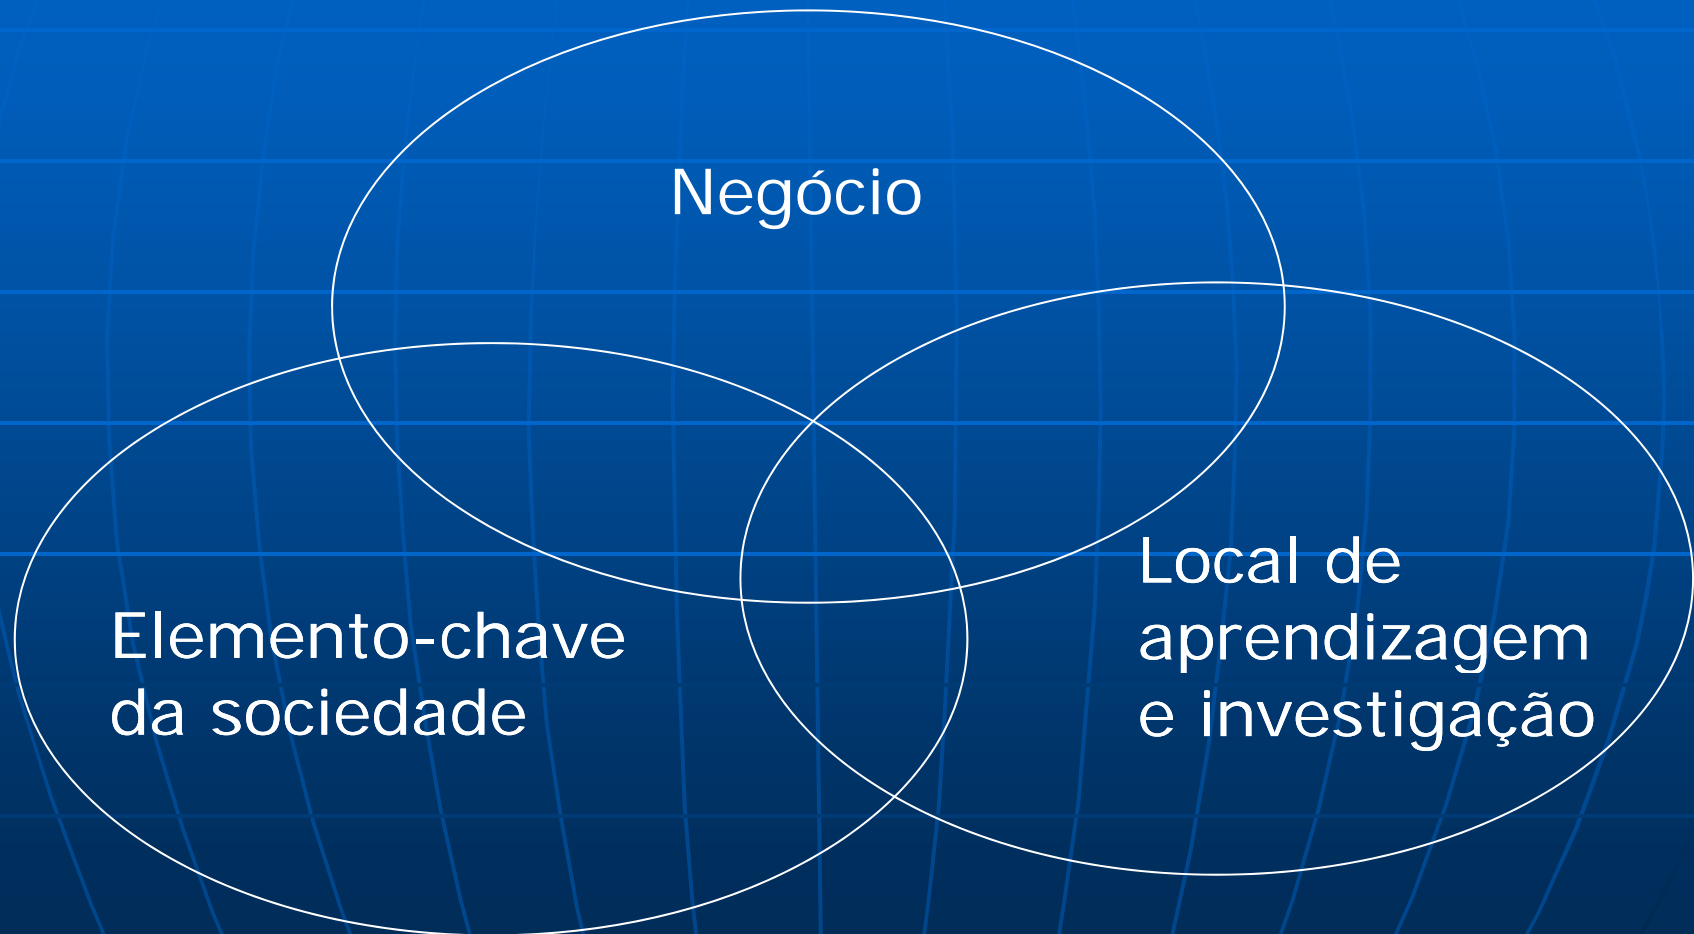 Negócio
Elemento-chave
da sociedade
Local de
aprendizagem
e investigação